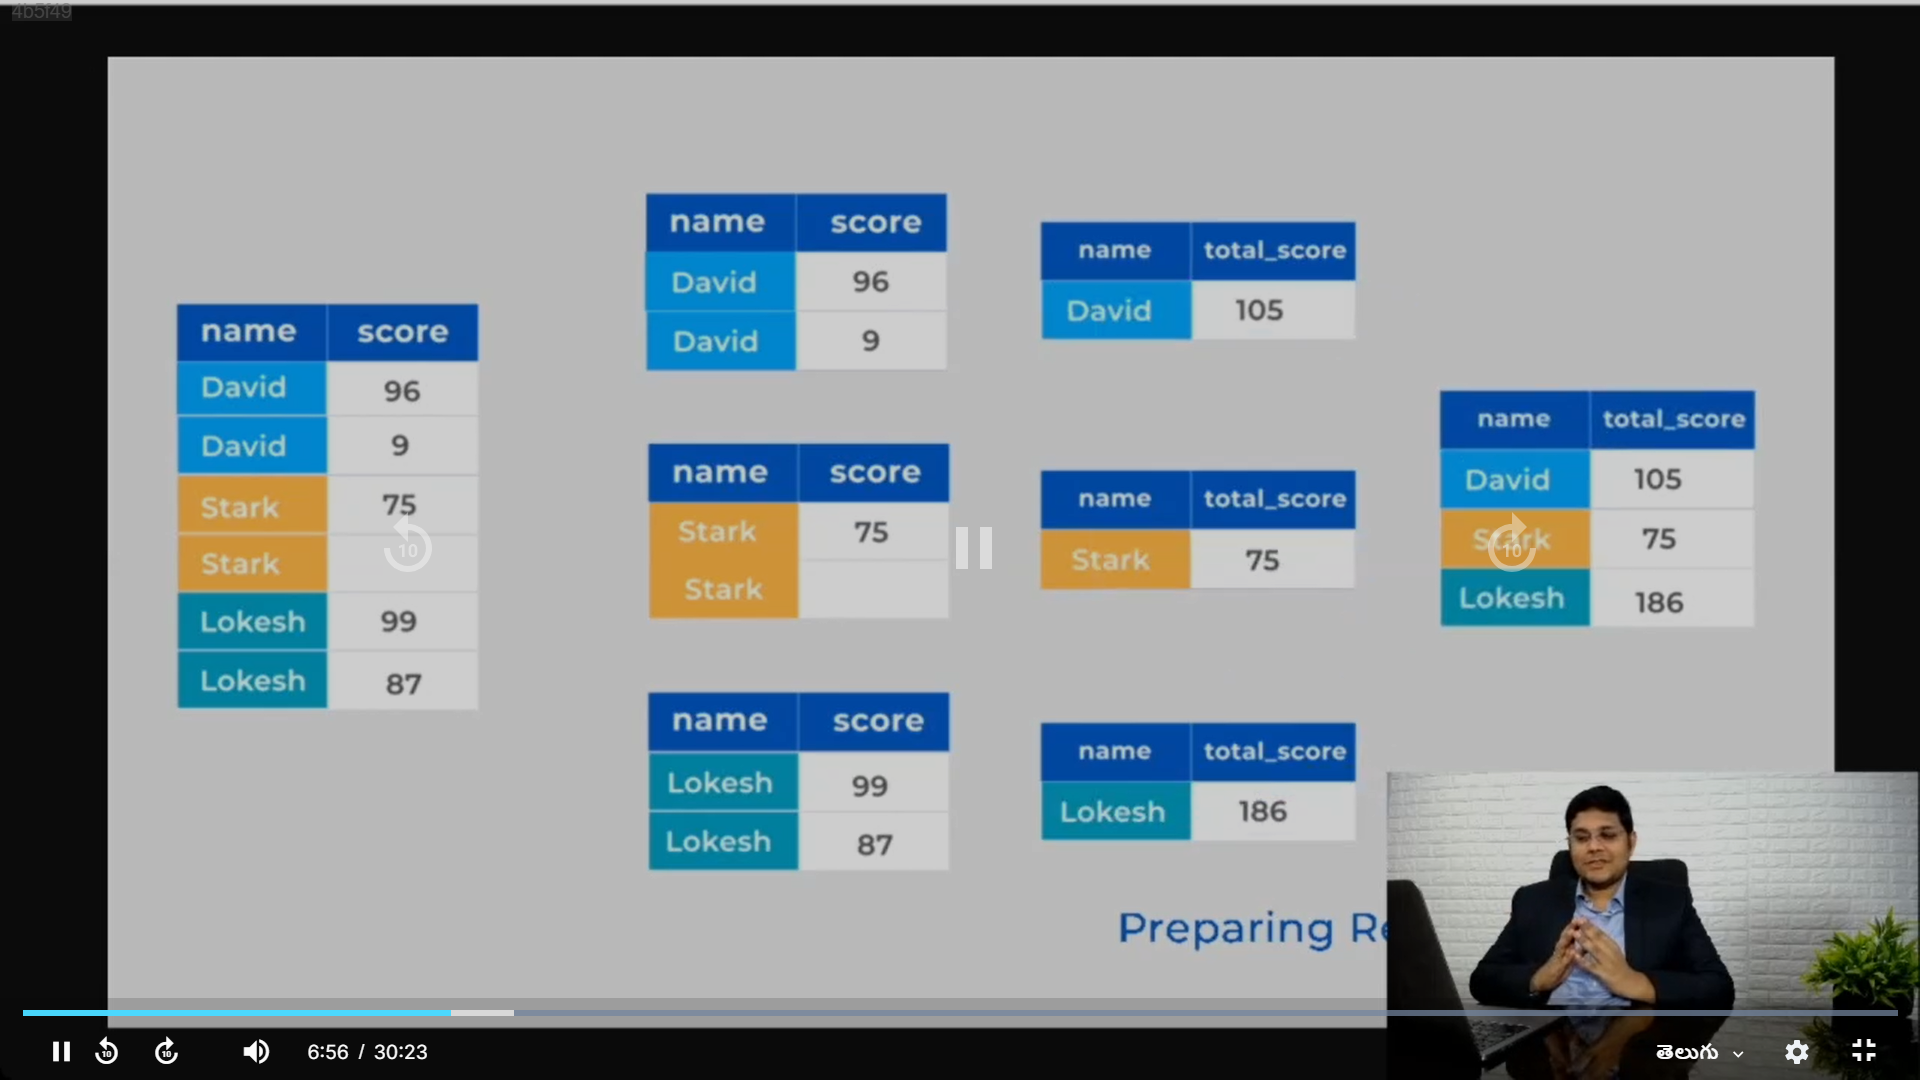 4b5f49
name score
David 96
David 9
Stark 75
Stark
Lokesh 99
Lokesh 87
name score
David 96
David 9
name score
Stark 75
Stark
name score
Lokesh 99
Lokesh 87
name total_score
David 105
name total_score
Stark 75
name total_score
Lokesh 186
name total_score
David 105
Stark 75
Lokesh 186
10
10
Preparing Re
10 10 6:56 / 30:23 తెలుగు